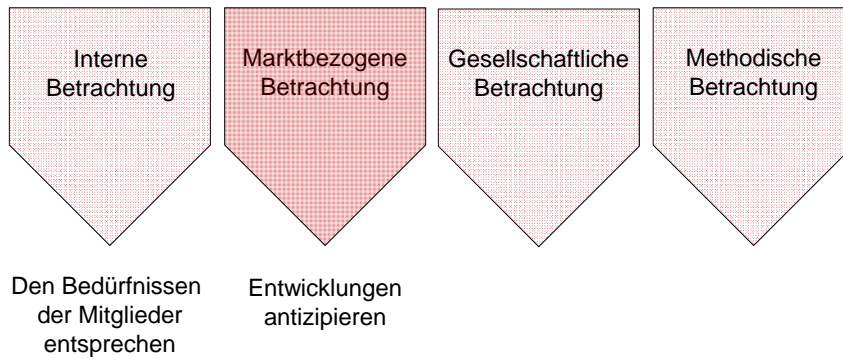 Interne
Betrachtung
Marktbezogene
Betrachtung
Gesellschaftliche
Betrachtung
Methodische
Betrachtung
Den Bedürfnissen
der Mitglieder
entsprechen
Entwicklungen
antizipieren